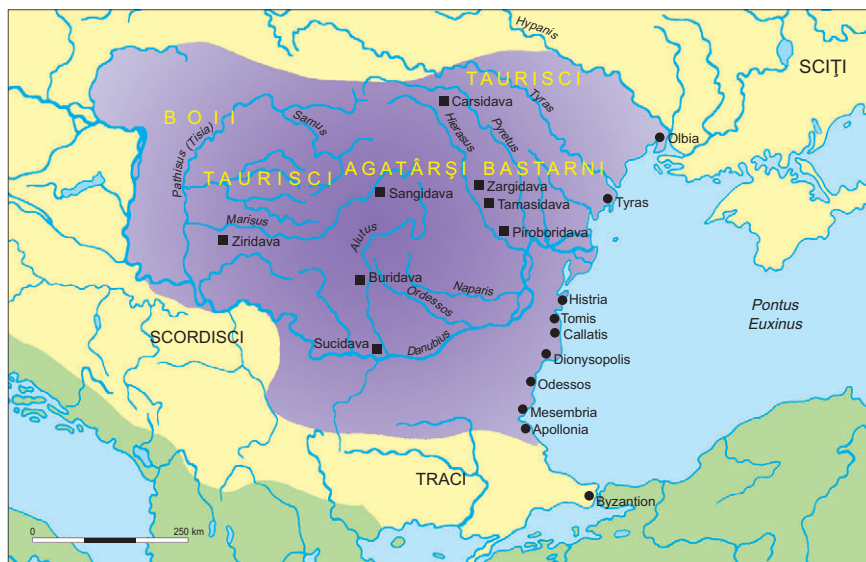 Hypanis
SCIŢI
TAURISCI
Carsidava
Tyras
BOII
Samus
Hierasus
Pyretus
Olbia
Pathisus (Tisia)
TAURISCI
AGATÂRŞI
BASTARNI
Zargidava
Sangidava
Tamasidava
Tyras
Marisus
Ziridava
Piroboridava
Alutus
Buridava
Naparis
Ordessos
Histria
Pontus
Euxinus
Tomis
SCORDISCI
Callatis
Sucidava
Danubius
Dionysopolis
Odessos
Mesembria
Apollonia
TRACI
Byzantion
0
250 km